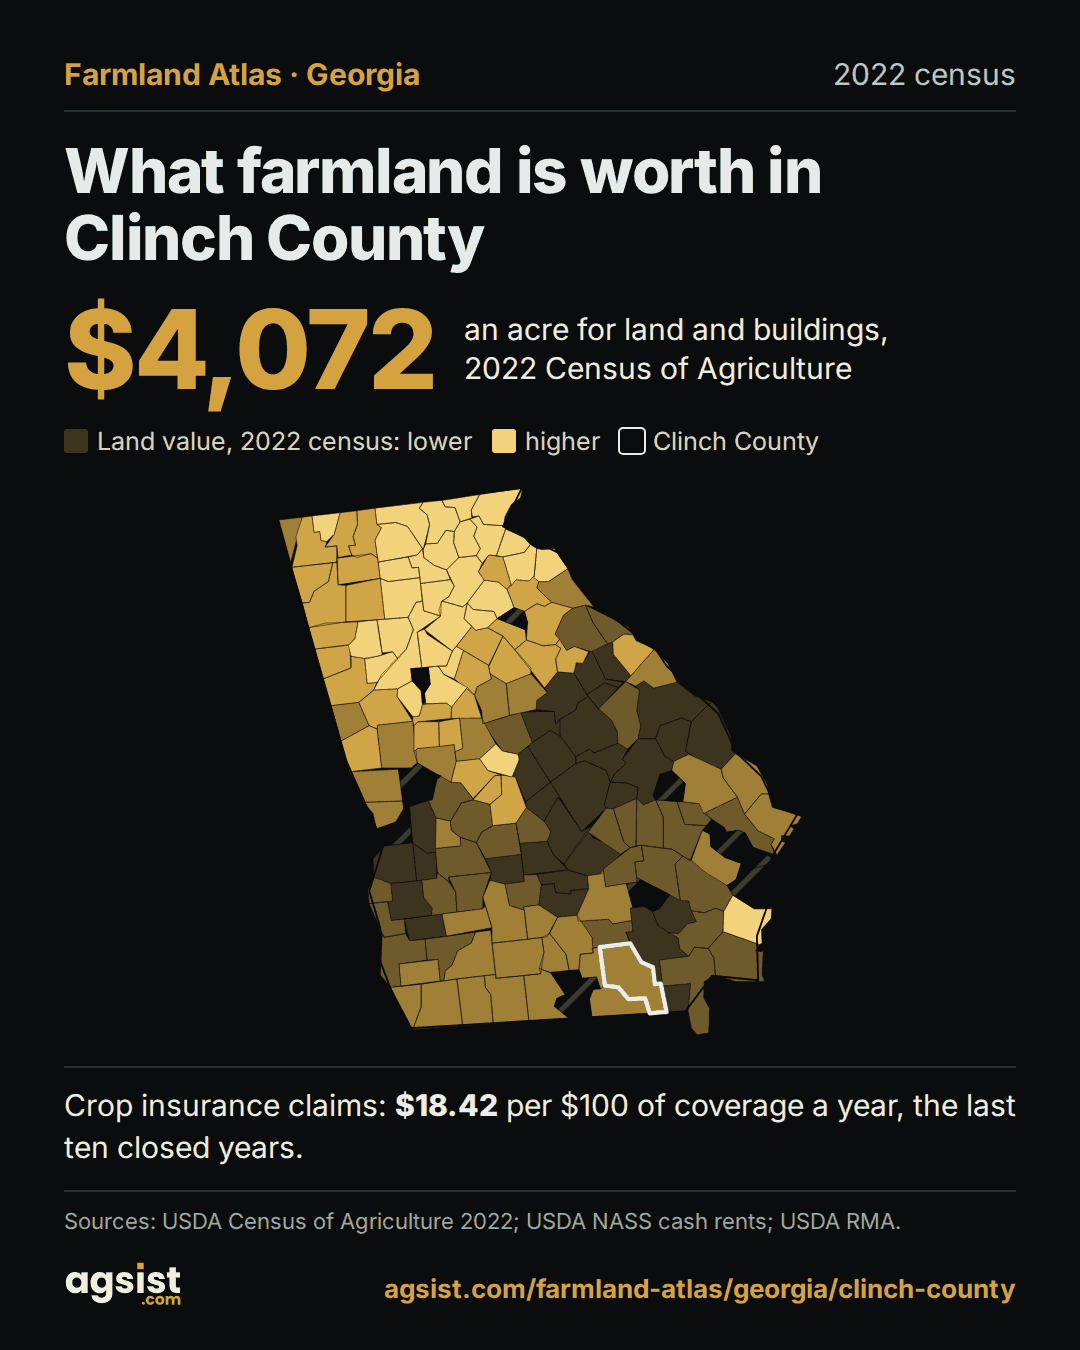 Farmland Atlas · Georgia
2022 census
What farmland is worth in
Clinch County
$4,072
an acre for land and buildings,
2022 Census of Agriculture
Land value, 2022 census: lower
higher
Clinch County
Crop insurance claims: $18.42 per $100 of coverage a year, the last
ten closed years.
Sources: USDA Census of Agriculture 2022; USDA NASS cash rents; USDA RMA.
agsist
.com
agsist.com/farmland-atlas/georgia/clinch-county